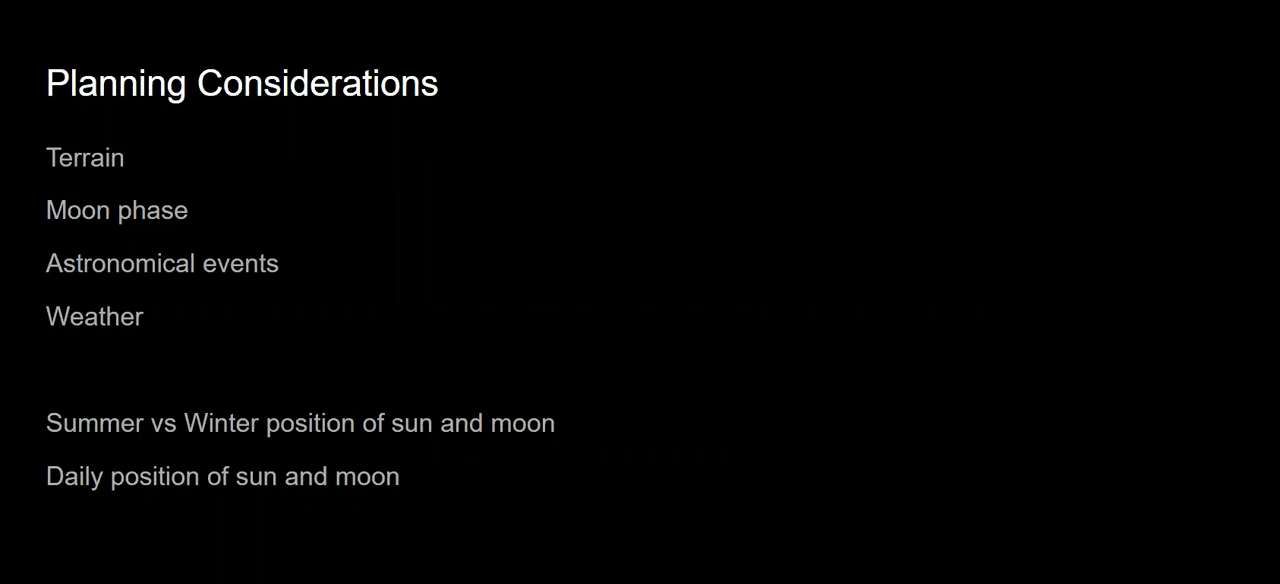 Planning Considerations
Terrain
Moon phase
Astronomical events
Weather
Summer vs Winter position of sun and moon
Daily position of sun and moon